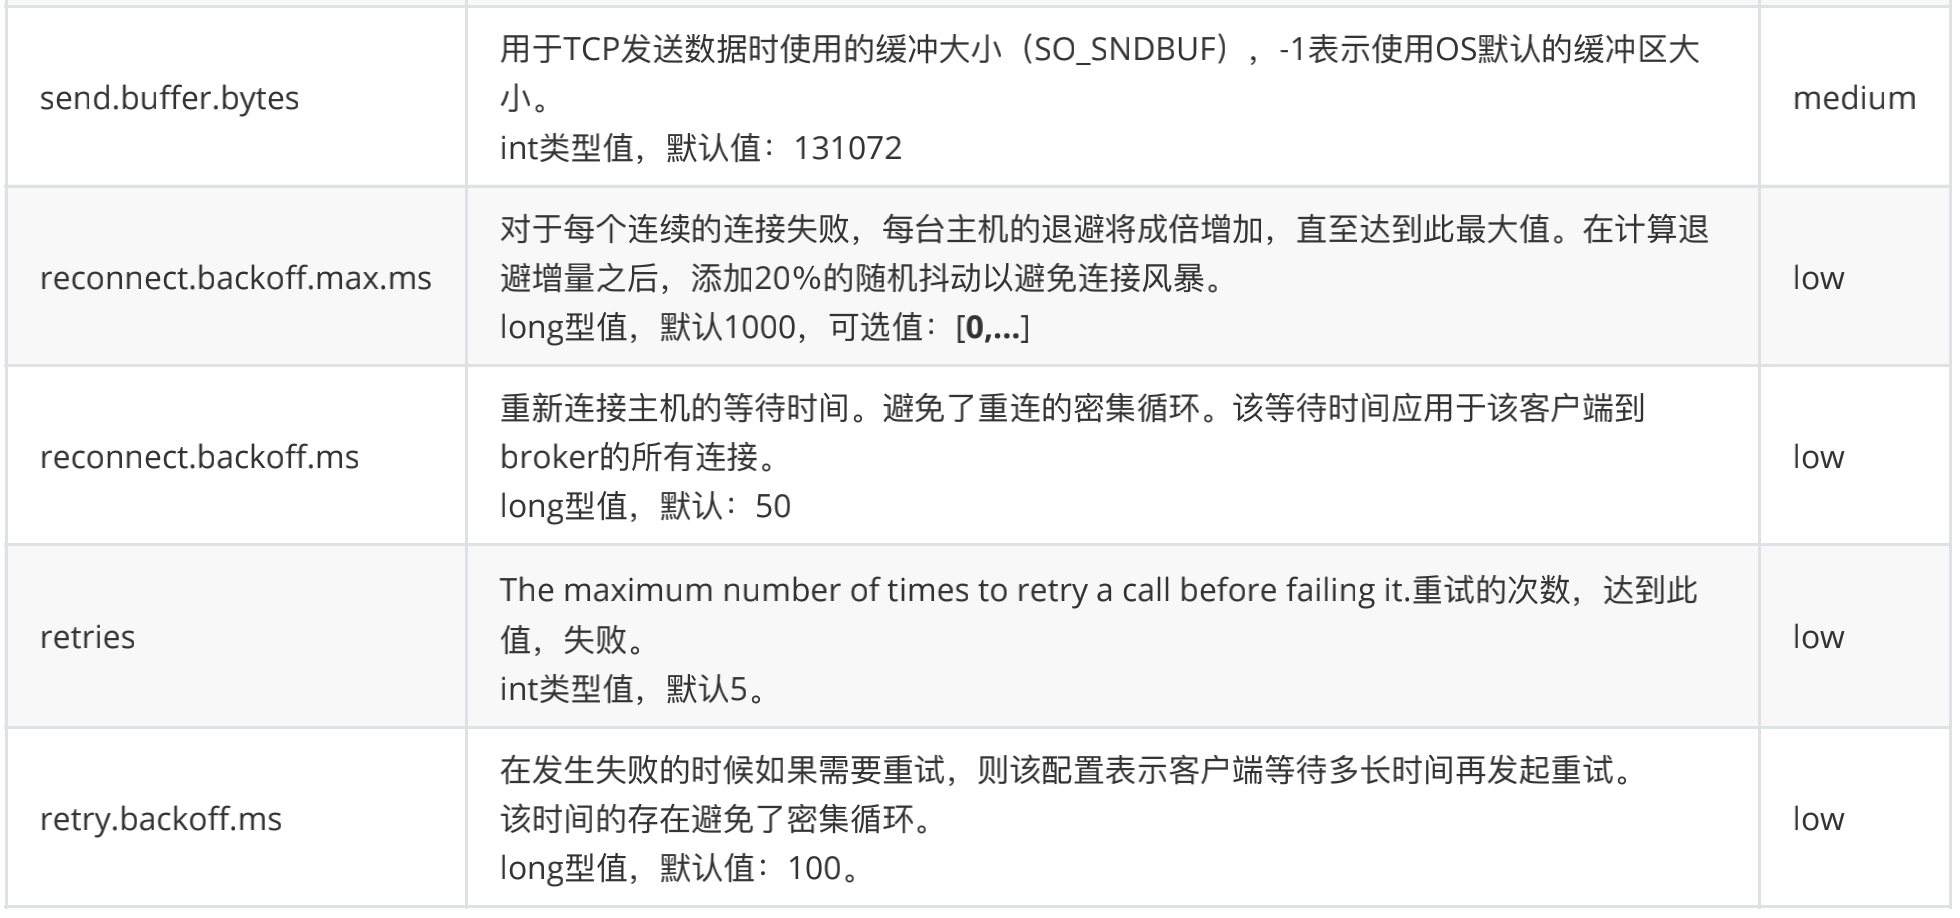 send.buffer.bytes
用于TCP发送数据时使用的缓冲大小（SO_SNDBUF），-1表示使用OS默认的缓冲区大
小。
int类型值，默认值：131072
medium
reconnect.backoff.max.ms
对于每个连续的连接失败，每台主机的退避将成倍增加，直至达到此最大值。在计算退
避增量之后，添加20%的随机抖动以避免连接风暴。
long型值，默认1000，可选值：[0,...]
low
reconnect.backoff.ms
重新连接主机的等待时间。避免了重连的密集循环。该等待时间应用于该客户端到
broker的所有连接。
long型值，默认：50
low
retries
The maximum number of times to retry a call before failing it.重试的次数，达到此
值，失败。
int类型值，默认5。
low
retry.backoff.ms
在发生失败的时候如果需要重试，则该配置表示客户端等待多长时间再发起重试。
该时间的存在避免了密集循环。
long型值，默认值：100。
low